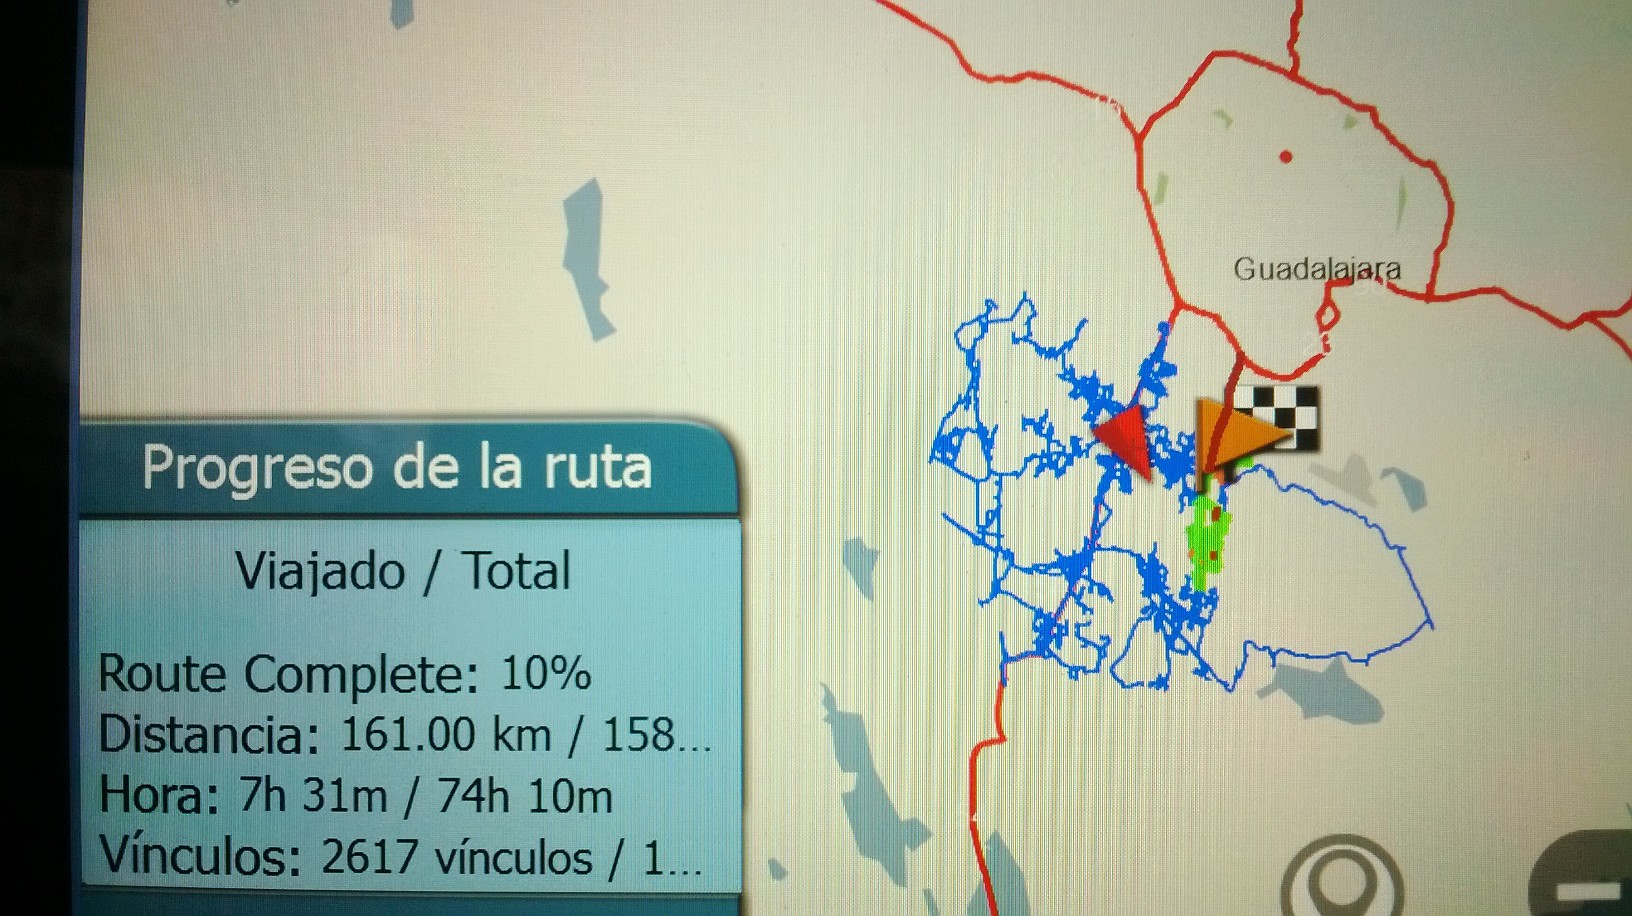 Guadalajara
Progreso de la ruta
Viajado / Total
Route Complete: 10%
Distancia: 161.00 km / 158...
Hora: 7h 31m / 74h 10m
Vínculos: 2617 vínculos / 1...